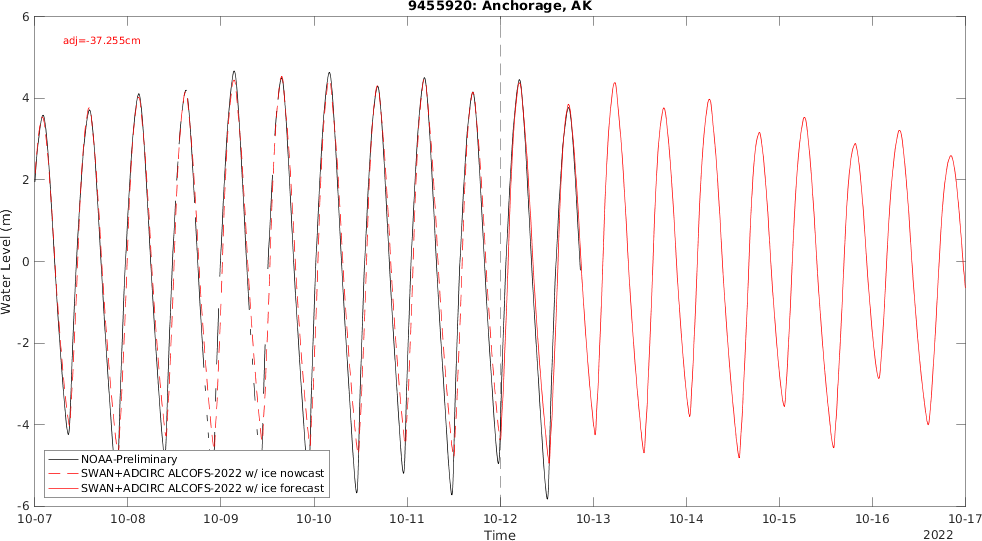 9455920: Anchorage, AK
adj=-37.255cm
Water Level (m)
6
4
2
0
-2
-4
-6
NOAA-Preliminary
SWAN+ADCIRC ALCOFS-2022 w/ ice nowcast
SWAN+ADCIRC ALCOFS-2022 w/ ice forecast
10-07 10-08 10-09 10-10 10-11 10-12 10-13 10-14 10-15 10-16 10-17
Time
2022